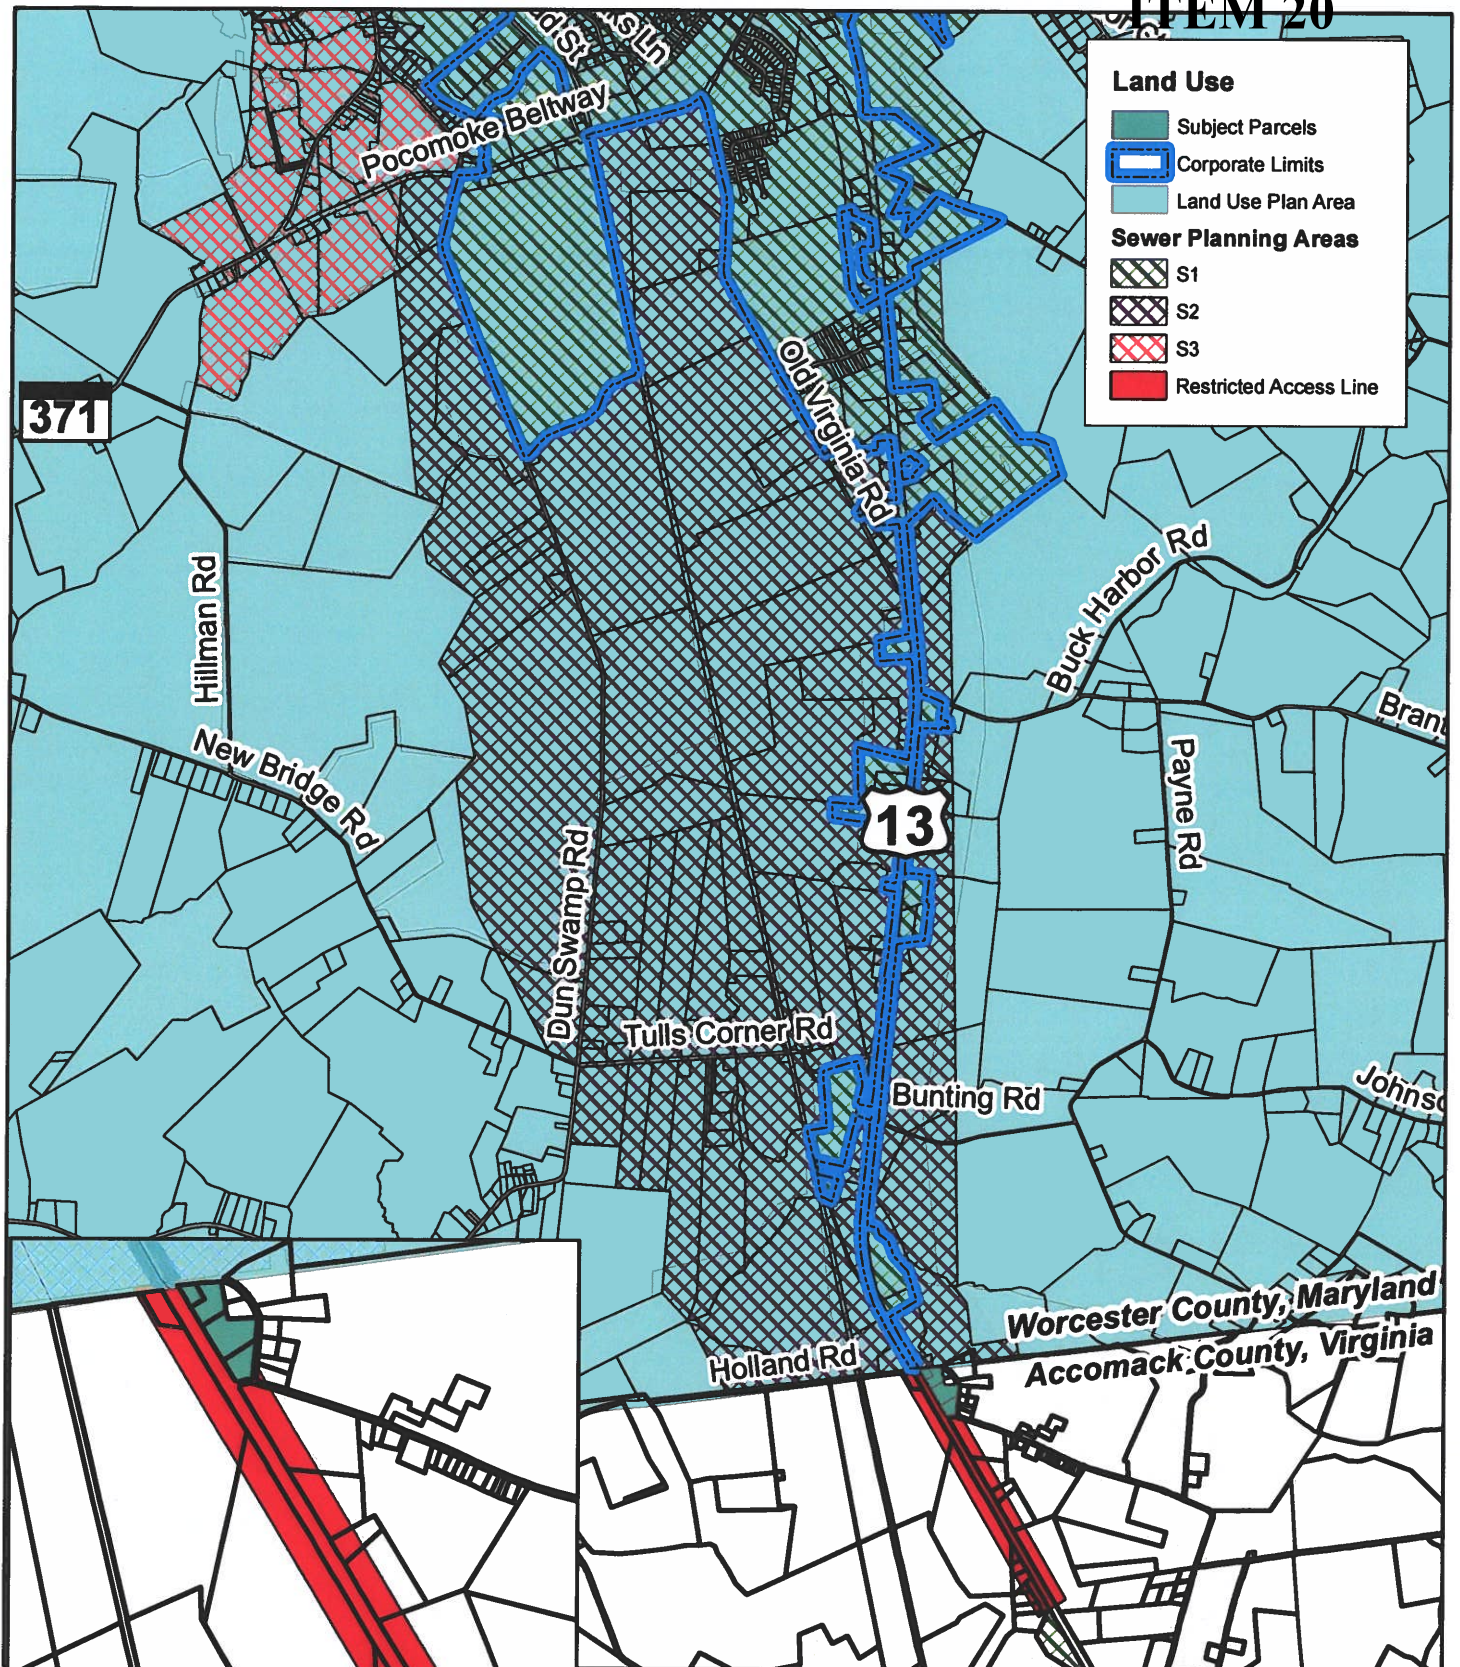 ITEM 20
Land Use
Subject Parcels
Corporate Limits
Land Use Plan Area
Sewer Planning Areas
S1
S2
S3
Restricted Access Line
St
Ln
Pocomoke Beltway
371
Old Virginia Rd
Hillman Rd
Buck Harbor Rd
New Bridge Rd
Payne Rd
13
Dun Swamp Rd
Tulls Corner Rd
Bunting Rd
Worcester County, Maryland
Accomack County, Virginia
Holland Rd